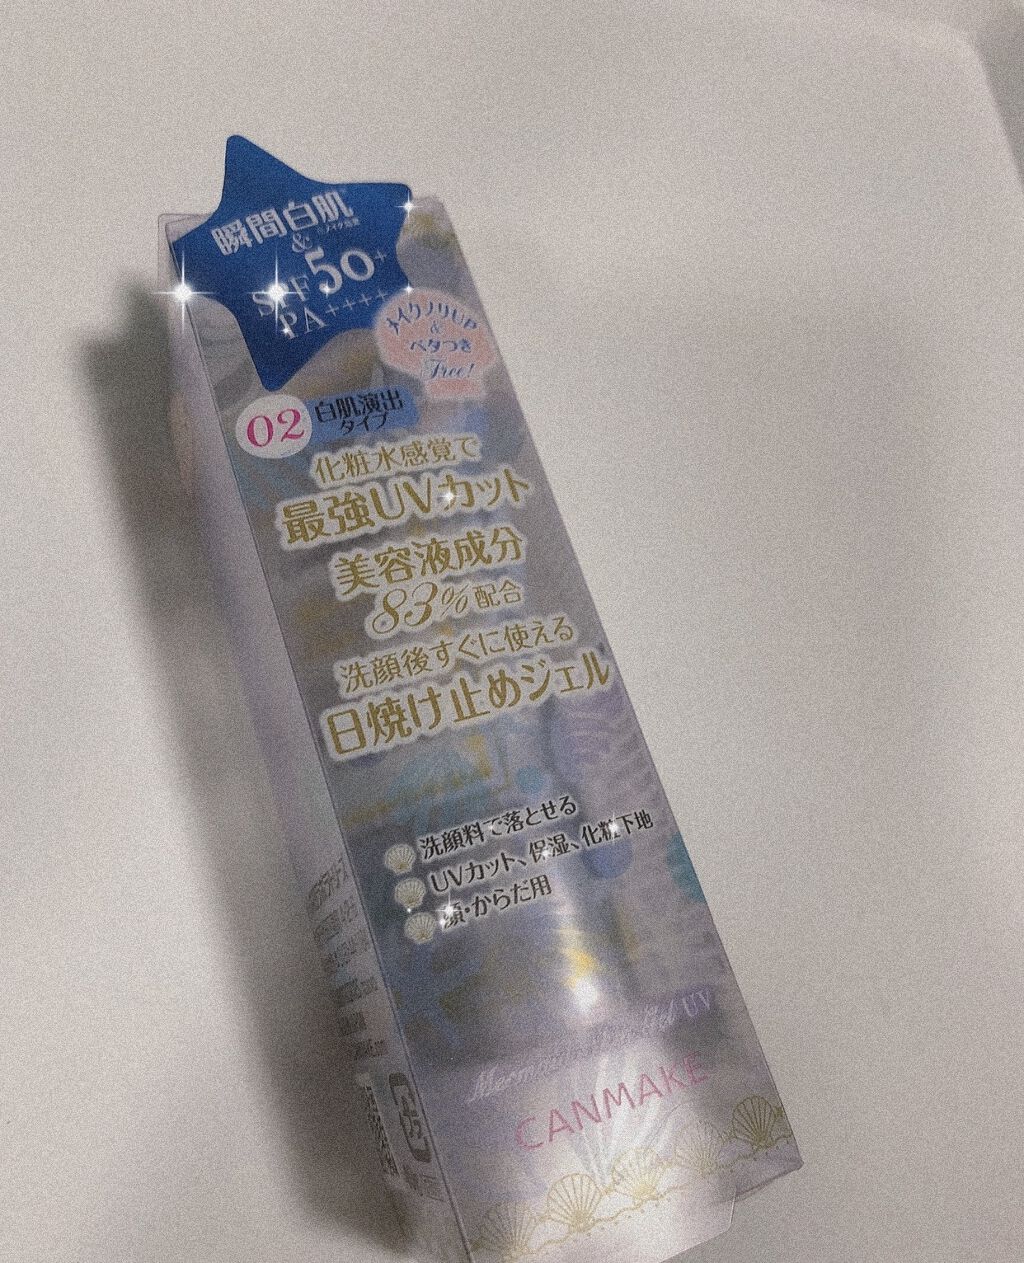 瞬間白肌
&
SPF50+
PA++++
メイクノリUP
&
ベタつき
Free!
02
白肌演出
タイプ
化粧水感覚で
最強UVカット
美容液成分
83%配合
洗顔後すぐに使える
日焼け止めジェル
洗顔料で落とせる
UVカット、保湿、化粧下地
顔・からだ用
Mermaid Skin Gel UV
CANMAKE